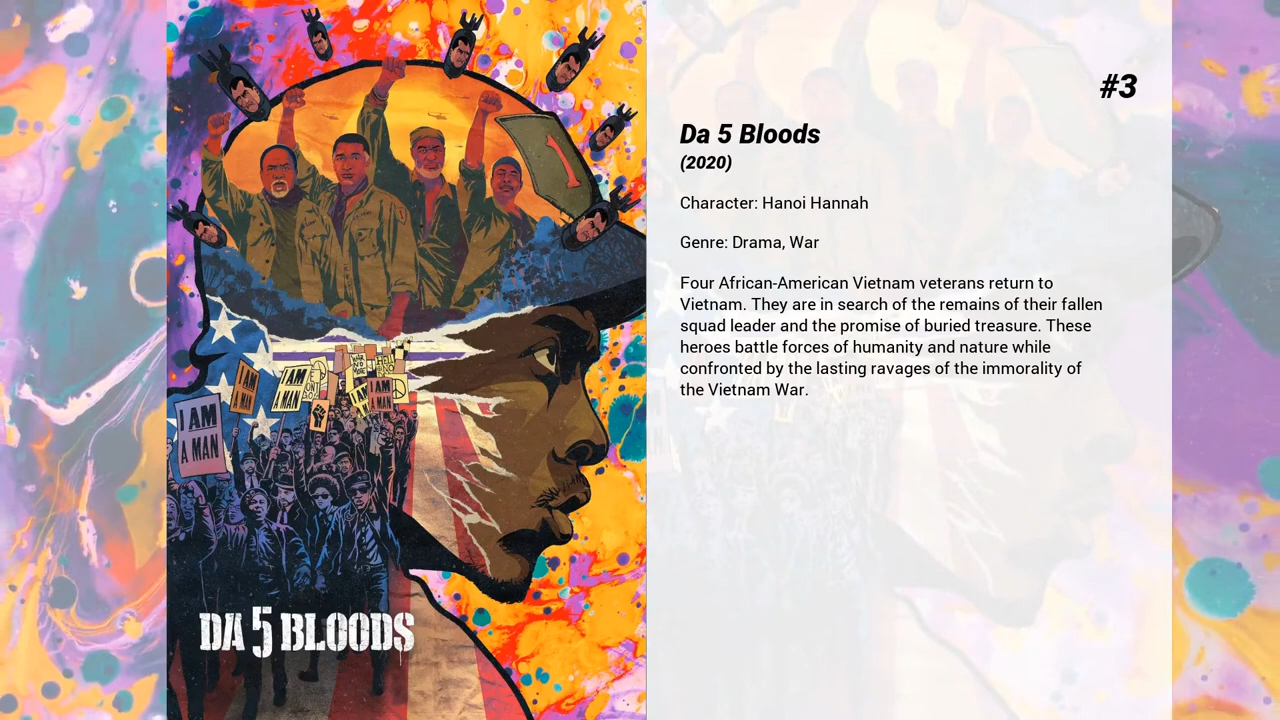 #3
Da 5 Bloods
(2020)
Character: Hanoi Hannah
Genre: Drama, War
Four African-American Vietnam veterans return to
Vietnam. They are in search of the remains of their fallen
squad leader and the promise of buried treasure. These
heroes battle forces of humanity and nature while
confronted by the lasting ravages of the immorality of
the Vietnam War.
1
I AM
A MAN
I AM
A MAN
I AM
A MAN
I AM
A MAN
DA 5 BLOODS